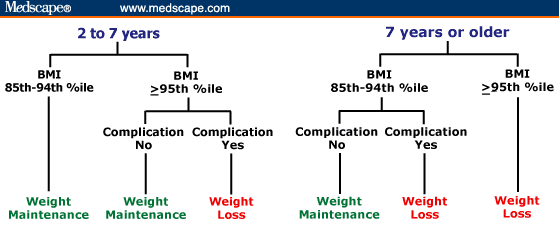 Medscape® www.medscape.com
2 to 7 years
7 years or older
BMI
85th-94th %ile
BMI
≥95th %ile
BMI
85th-94th %ile
BMI
≥95th %ile
Complication
No
Complication
Yes
Complication
No
Complication
Yes
Weight
Maintenance
Weight
Maintenance
Weight
Loss
Weight
Maintenance
Weight
Loss
Weight
Loss